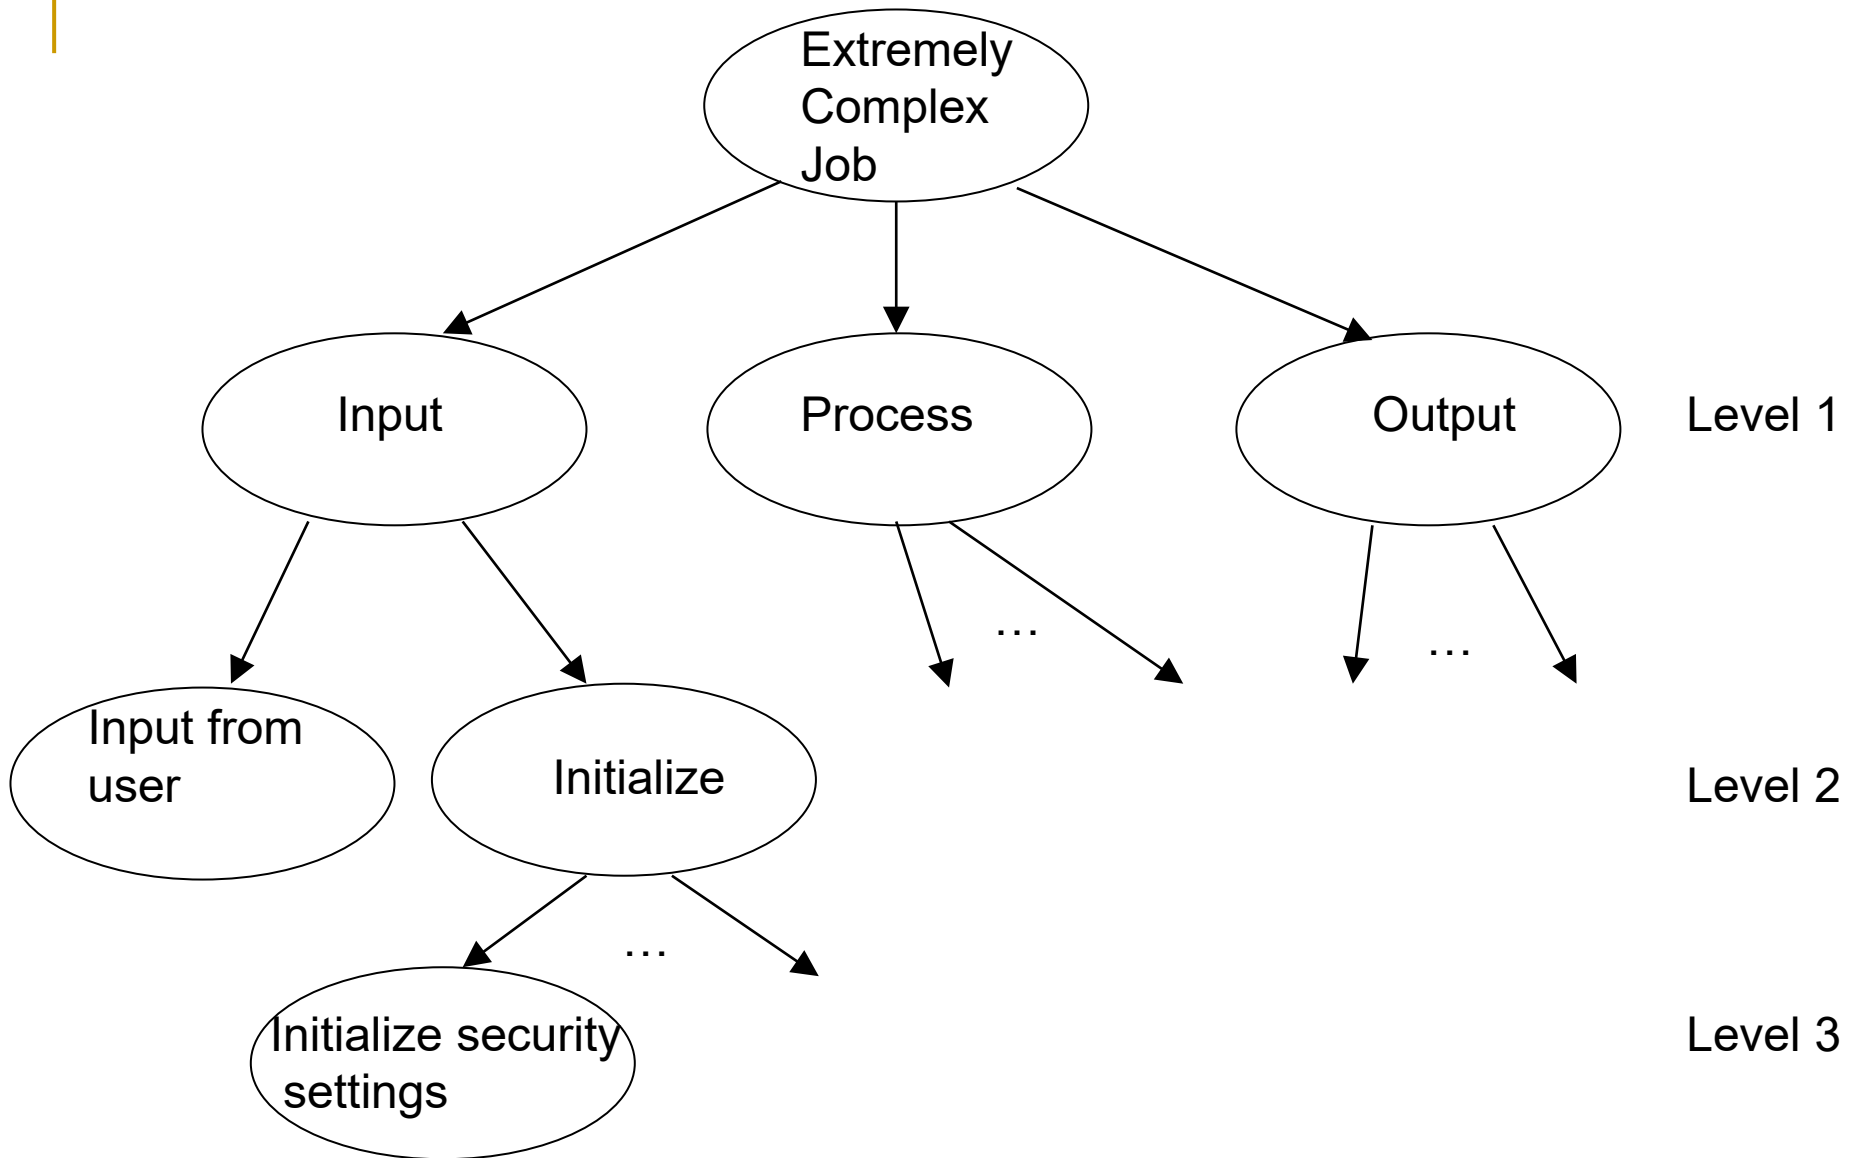 Extremely
Complex
Job
Input
Process
Output
Level 1
…
…
Input from
user
Initialize
Level 2
…
Initialize security
settings
Level 3